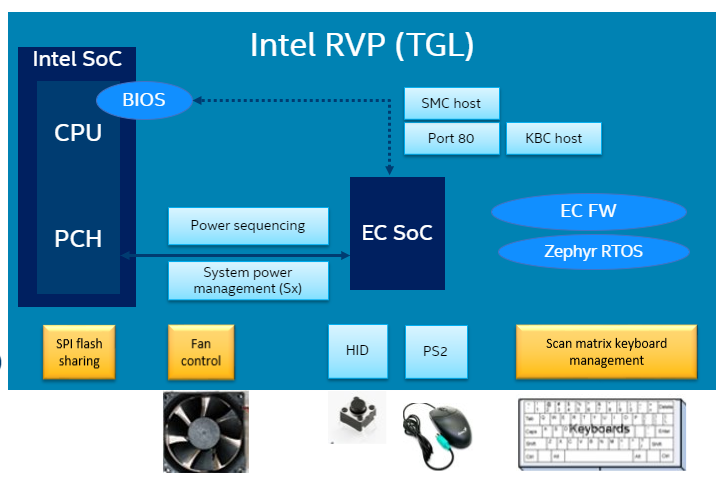 Intel RVP (TGL)
Intel SoC
BIOS
CPU
PCH
SMC host
Port 80
KBC host
Power sequencing
System power
management (Sx)
EC SoC
EC FW
Zephyr RTOS
SPI flash
sharing
Fan
control
HID
PS2
Scan matrix keyboard
management
Keyboards